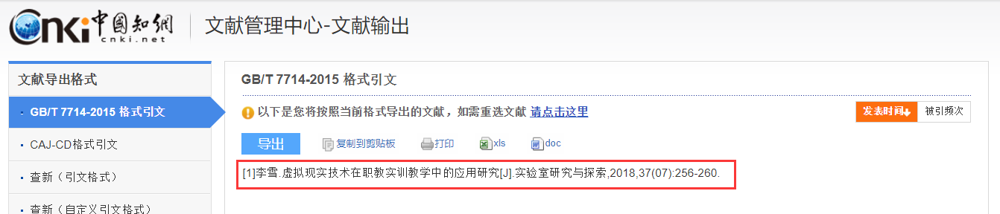 Cnki中國知網
cnki.net
文献管理中心-文献输出
文献导出格式
GB/T 7714-2015 格式引文
CAJ-CD格式引文
查新（引文格式）
查新（自定义引文格式）
GB/T 7714-2015 格式引文
以下是您将按照当前格式导出的文献，如需重选文献 请点击这里
发表时间 被引频次
导出 复制到剪贴板 打印 xls doc
[1]李雪.虚拟现实技术在职教实训教学中的应用研究[J].实验室研究与探索,2018,37(07):256-260.